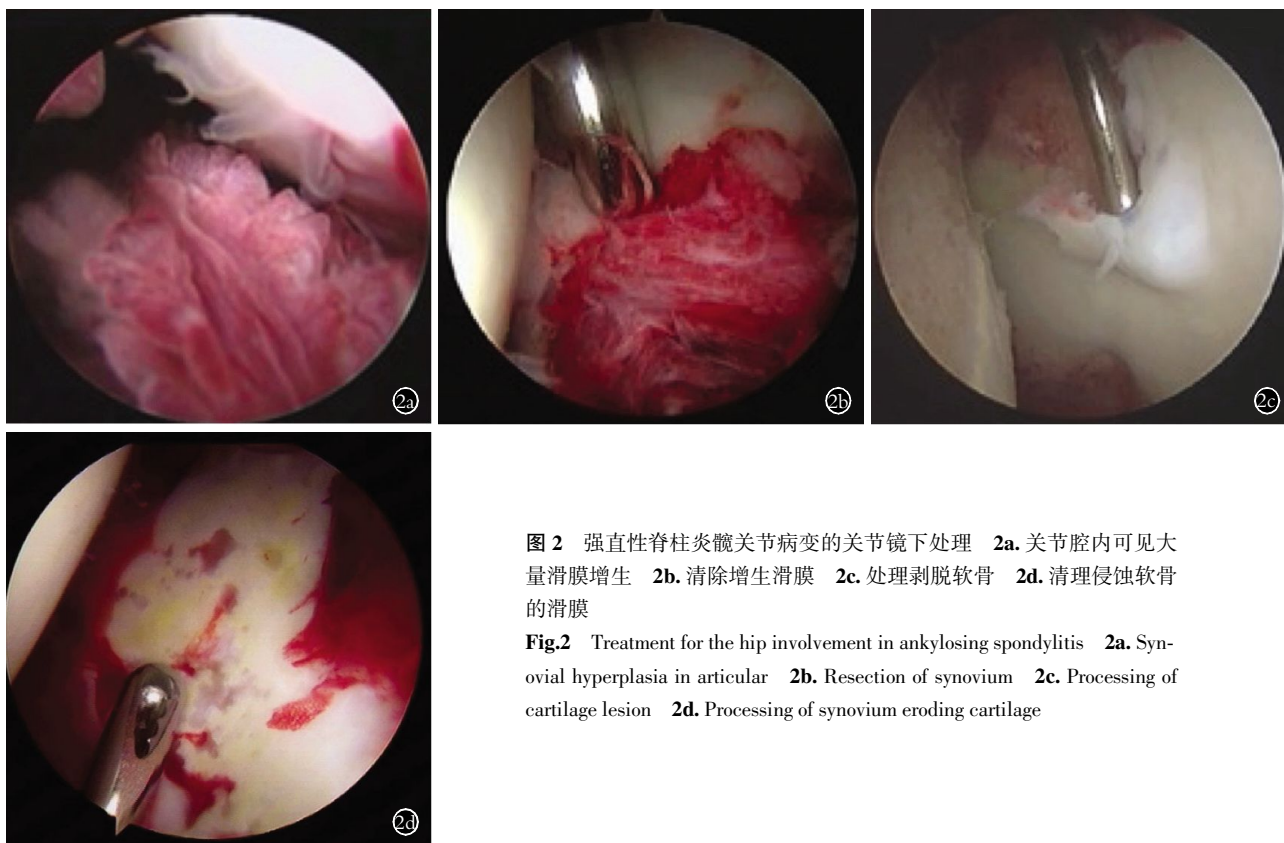 2a
2b
2c
2d
图 2 强直性脊柱炎髋关节病变的关节镜下处理 2a. 关节腔内可见大
量滑膜增生 2b. 清除增生滑膜 2c. 处理剥脱软骨 2d. 清理侵蚀软骨
的滑膜
Fig.2 Treatment for the hip involvement in ankylosing spondylitis 2a. Syn-
ovial hyperplasia in articular 2b. Resection of synovium 2c. Processing of
cartilage lesion 2d. Processing of synovium eroding cartilage